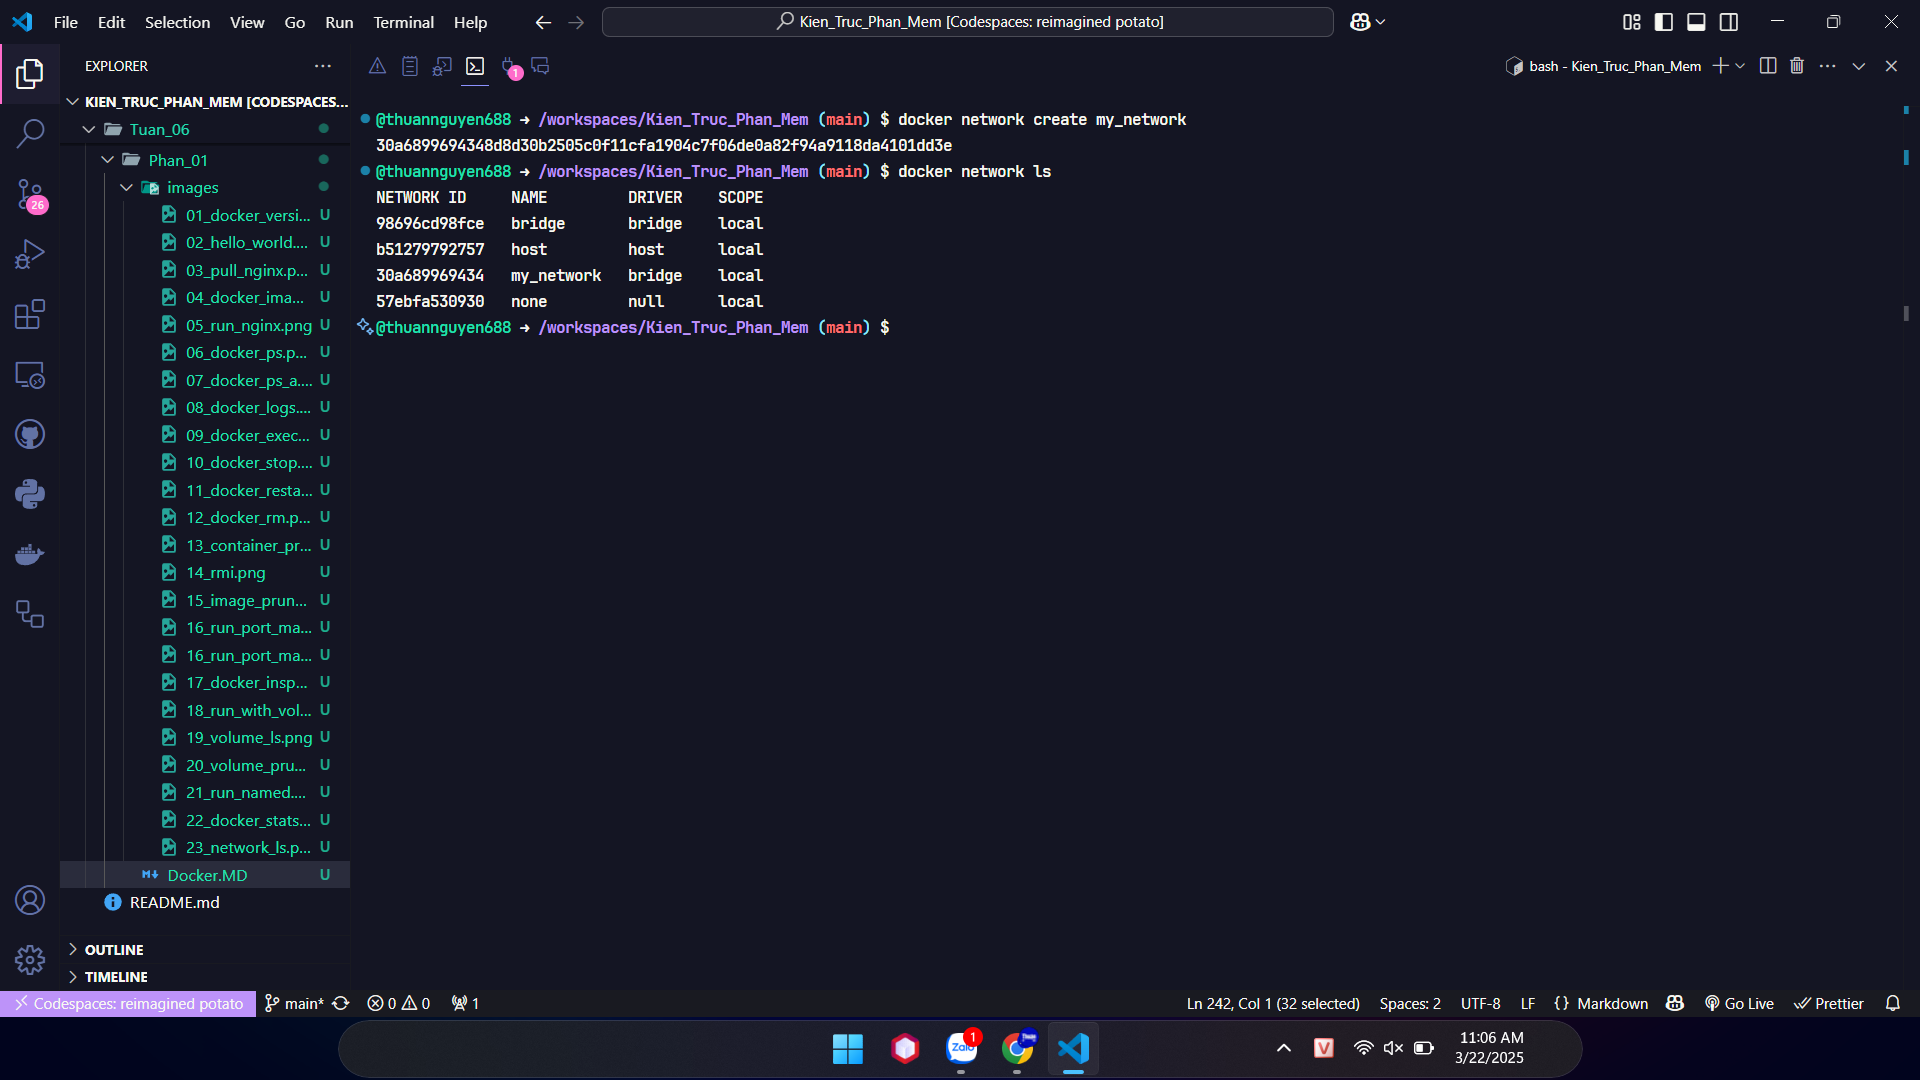 File Edit Selection View Go Run Terminal Help
Kien_Truc_Phan_Mem [Codespaces: reimagined potato]
EXPLORER
KIEN_TRUC_PHAN_MEM [CODESPACES...
Tuan_06
Phan_01
images
01_docker_versi... U
02_hello_world.... U
03_pull_nginx.p... U
04_docker_ima... U
05_run_nginx.png U
06_docker_ps.p... U
07_docker_ps_a.... U
08_docker_logs.... U
09_docker_exec... U
10_docker_stop.... U
11_docker_resta... U
12_docker_rm.p... U
13_container_pr... U
14_rmi.png U
15_image_prun... U
16_run_port_ma... U
16_run_port_ma... U
17_docker_insp... U
18_run_with_vol... U
19_volume_ls.png U
20_volume_pru... U
21_run_named.... U
22_docker_stats... U
23_network_ls.p... U
Docker.MD U
README.md
OUTLINE
TIMELINE
26
1
bash - Kien_Truc_Phan_Mem
@thuannguyen688 ➜ /workspaces/Kien_Truc_Phan_Mem (main) $ docker network create my_network
30a6899694348d8d30b2505c0f11cfa1904c7f06de0a82f94a9118da4101dd3e
@thuannguyen688 ➜ /workspaces/Kien_Truc_Phan_Mem (main) $ docker network ls
NETWORK ID NAME DRIVER SCOPE
98696cd98fce bridge bridge local
b51279792757 host host local
30a689969434 my_network bridge local
57ebfa530930 none null local
@thuannguyen688 ➜ /workspaces/Kien_Truc_Phan_Mem (main) $
Codespaces: reimagined potato main* 0 0 1
Ln 242, Col 1 (32 selected) Spaces: 2 UTF-8 LF {} Markdown Go Live Prettier
Zalo 1
V
11:06 AM
3/22/2025